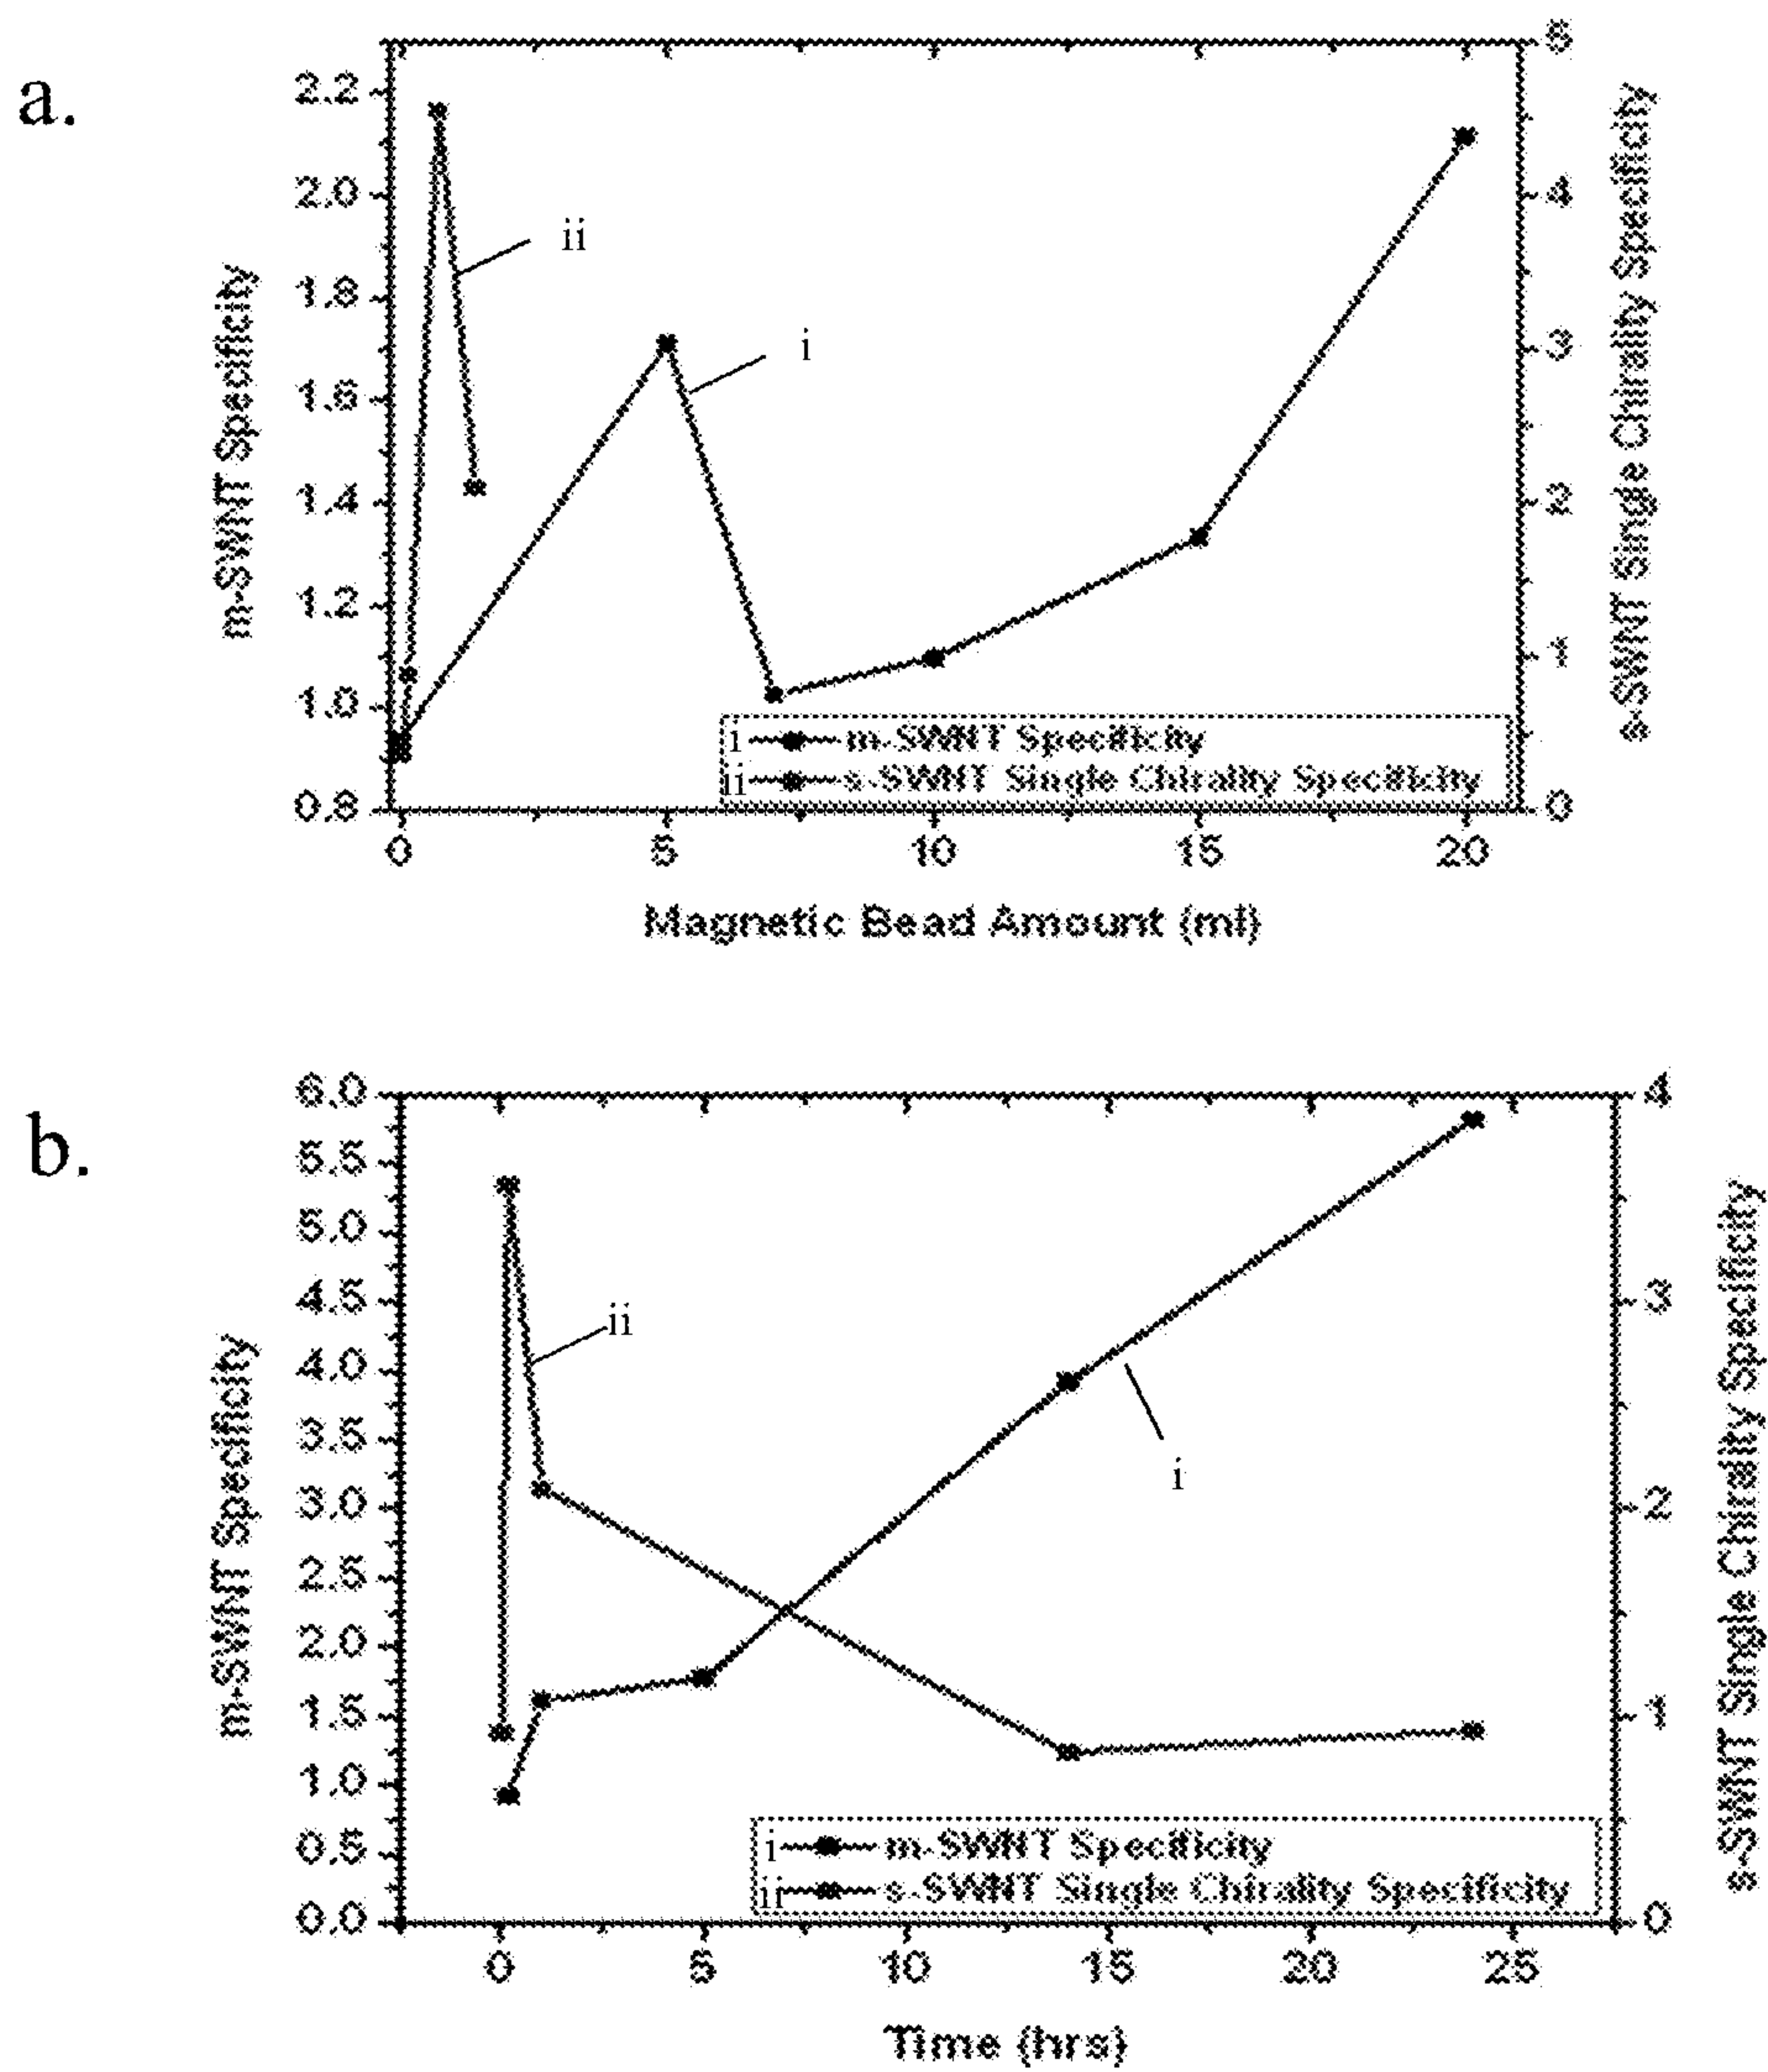 a.
2.2
2.0
1.8
1.6
1.4
1.2
1.0
0.8
m-SWNT Specificity
5
4
3
2
1
0
s-SWNT Single Chirality Specificity
ii
i
i m-SWNT Specificity
ii s-SWNT Single Chirality Specificity
0 5 10 15 20
Magnetic Bead Amount (ml)
b.
6.0
5.5
5.0
4.5
4.0
3.5
3.0
2.5
2.0
1.5
1.0
0.5
0.0
m-SWNT Specificity
4
3
2
1
0
s-SWNT Single Chirality Specificity
ii
i
i m-SWNT Specificity
ii s-SWNT Single Chirality Specificity
0 5 10 15 20 25
Time (hrs)